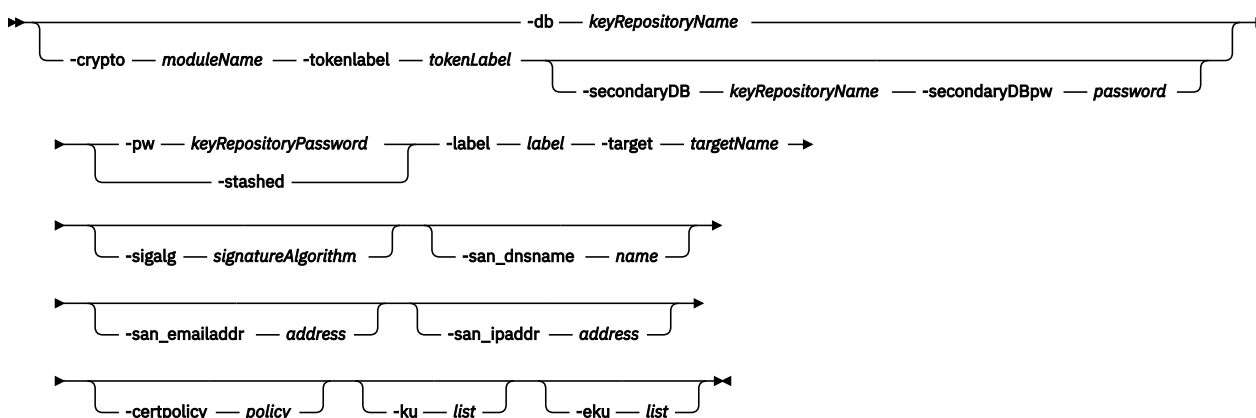 -db keyRepositoryName
-crypto moduleName -tokenlabel tokenLabel
-secondaryDB keyRepositoryName -secondaryDBpw password
-pw keyRepositoryPassword -label label -target targetName
-stashed
-sigalg signatureAlgorithm -san_dnsname name
-san_emailaddr address -san_ipaddr address
-certpolicy policy -ku list -eku list